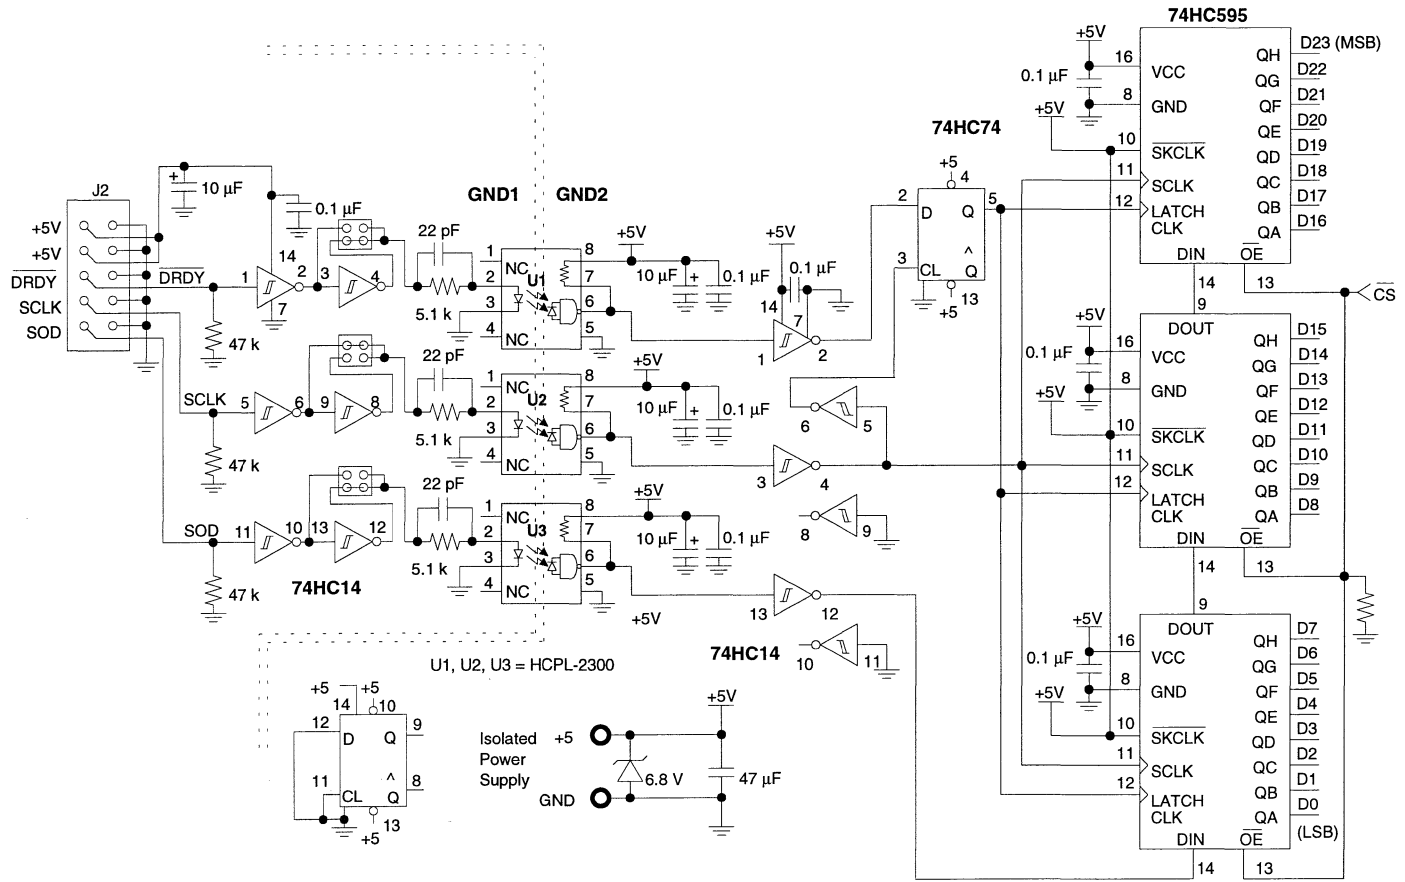 74HC595
+5V
16
VCC
0.1 µF
8
GND
+5V
10
SKCLK
11
SCLK
12
LATCH
CLK
DIN
OE
14
13
QH
D23 (MSB)
QG
D22
QF
D21
QE
D20
QD
D19
QC
D18
QB
D17
QA
D16
CS
9
DOUT
+5V
16
VCC
0.1 µF
8
GND
+5V
10
SKCLK
11
SCLK
12
LATCH
CLK
DIN
OE
14
13
QH
D15
QG
D14
QF
D13
QE
D12
QD
D11
QC
D10
QB
D9
QA
D8
9
DOUT
+5V
16
VCC
0.1 µF
8
GND
+5V
10
SKCLK
11
SCLK
12
LATCH
CLK
DIN
OE
14
13
QH
D7
QG
D6
QF
D5
QE
D4
QD
D3
QC
D2
QB
D1
QA
D0
(LSB)
74HC74
+5
4
2
D
Q
5
3
CL
^
Q
+5
13
J2
+5V
+5V
DRDY
SCLK
SOD
+
10 µF
0.1 µF
DRDY
1
14
2
7
3
4
47 k
SCLK
5
6
9
8
47 k
SOD
11
10
13
12
47 k
74HC14
GND1
GND2
22 pF
5.1 k
1
NC
2
3
4
NC
U1
8
7
6
5
+5V
10 µF
+
0.1 µF
22 pF
5.1 k
1
NC
2
3
4
NC
U2
8
7
6
5
+5V
10 µF
+
0.1 µF
22 pF
5.1 k
1
NC
2
3
4
NC
U3
8
7
6
5
+5V
10 µF
+
0.1 µF
+5V
+5V
0.1 µF
14
7
1
2
6
5
3
4
8
9
13
12
10
11
74HC14
U1, U2, U3 = HCPL-2300
+5
+5
14
10
12
D
Q
9
11
CL
^
Q
8
+5
13
Isolated
Power
Supply
+5
GND
6.8 V
+5V
47 µF